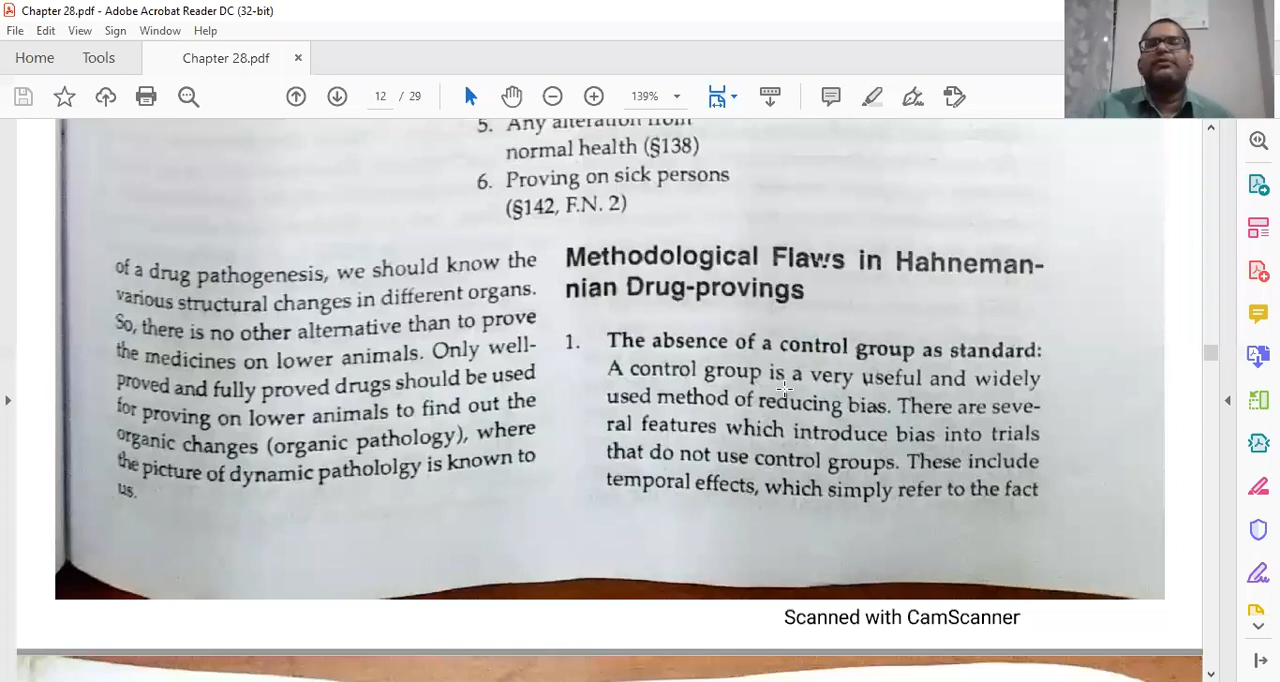 Chapter 28.pdf - Adobe Acrobat Reader DC (32-bit)
File Edit View Sign Window Help
Home Tools Chapter 28.pdf ×
12 / 29 139%
5. Any alteration from
normal health (§138)
6. Proving on sick persons
(§142, F.N. 2)
of a drug pathogenesis, we should know the
various structural changes in different organs.
So, there is no other alternative than to prove
the medicines on lower animals. Only well-
proved and fully proved drugs should be used
for proving on lower animals to find out the
organic changes (organic pathology), where
the picture of dynamic patholology is known to
us.
Methodological Flaws in Hahneman-
nian Drug-provings
1. The absence of a control group as standard:
A control group is a very useful and widely
used method of reducing bias. There are seve-
ral features which introduce bias into trials
that do not use control groups. These include
temporal effects, which simply refer to the fact
Scanned with CamScanner